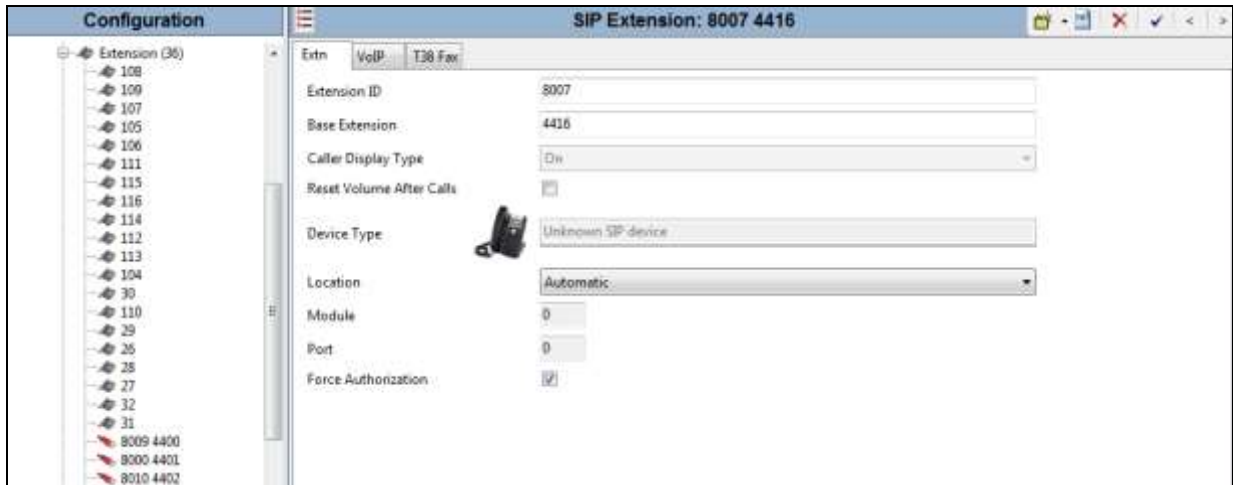 Configuration
Extension (36)
108
109
107
105
106
111
115
116
114
112
113
104
30
110
29
26
28
27
32
31
8009 4400
8000 4401
8010 4402
SIP Extension: 8007 4416
Extn VoIP T38 Fax
Extension ID 8007
Base Extension 4416
Caller Display Type On
Reset Volume After Calls
Device Type Unknown SIP device
Location Automatic
Module 0
Port 0
Force Authorization